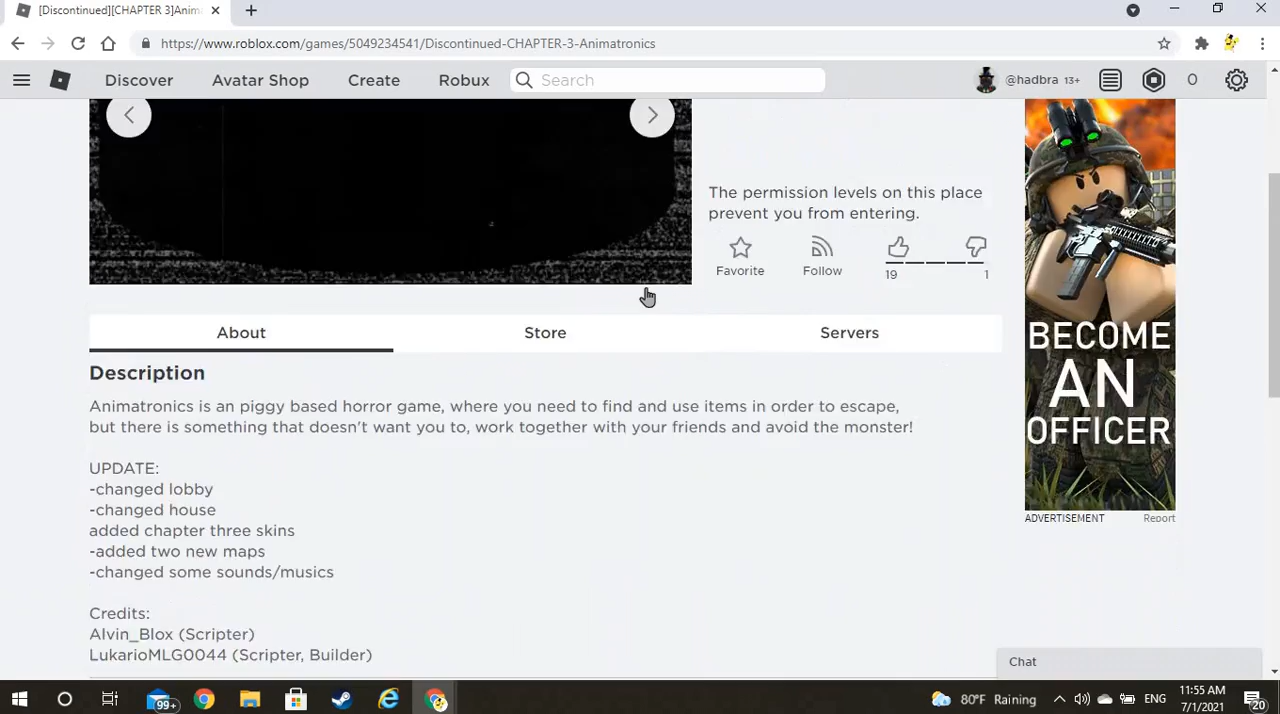 [Discontinued][CHAPTER 3]Anim
https://www.roblox.com/games/5049234541/Discontinued-CHAPTER-3-Animatronics
Discover Avatar Shop Create Robux Search @hadbra 13+ 0
The permission levels on this place
prevent you from entering.
Favorite Follow 19 1
About Store Servers
Description
Animatronics is an piggy based horror game, where you need to find and use items in order to escape,
but there is something that doesn't want you to, work together with your friends and avoid the monster!
UPDATE:
-changed lobby
-changed house
added chapter three skins
-added two new maps
-changed some sounds/musics
Credits:
Alvin_Blox (Scripter)
LukarioMLG0044 (Scripter, Builder)
BECOME
AN
OFFICER
ADVERTISEMENT Report
Chat
99+ 80°F Raining ENG 11:55 AM
7/1/2021 20